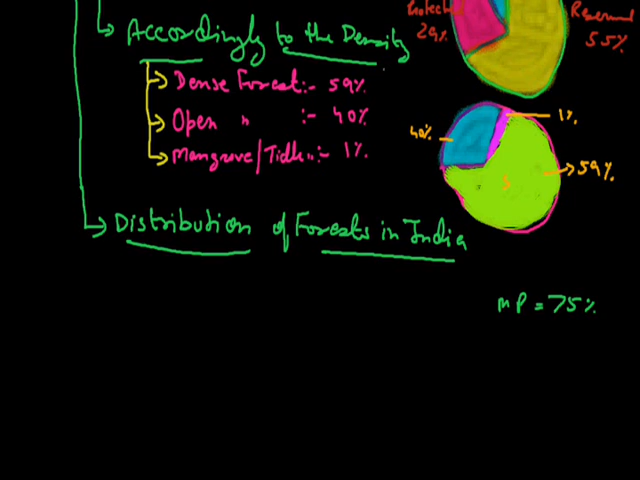 Protected
29%
Reserved
55%
Accordingly to the Density
Dense Forest :- 59%
Open " :- 40%
Mangrove/Tidle " :- 1%
40%
1%
59%
Distribution of Forests in India
MP = 75%